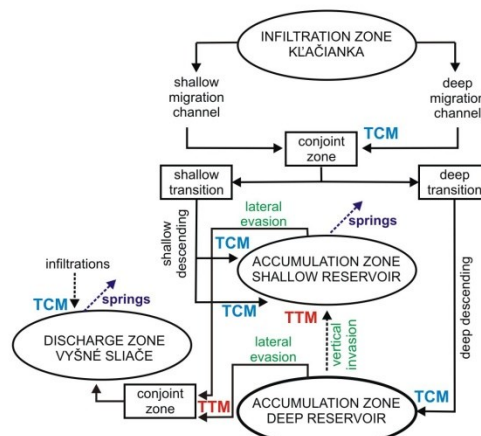 INFILTRATION ZONE
KĽAČIANKA
shallow
migration
channel
deep
migration
channel
TCM
conjoint
zone
shallow
transition
deep
transition
lateral
evasion
springs
shallow
descending
TCM
ACCUMULATION ZONE
SHALLOW RESERVOIR
infiltrations
TCM
springs
TCM
TTM
deep descending
DISCHARGE ZONE
VYŠNÉ SLIAČE
lateral
evasion
vertical
invasion
conjoint
zone
TTM
ACCUMULATION ZONE
DEEP RESERVOIR
TCM